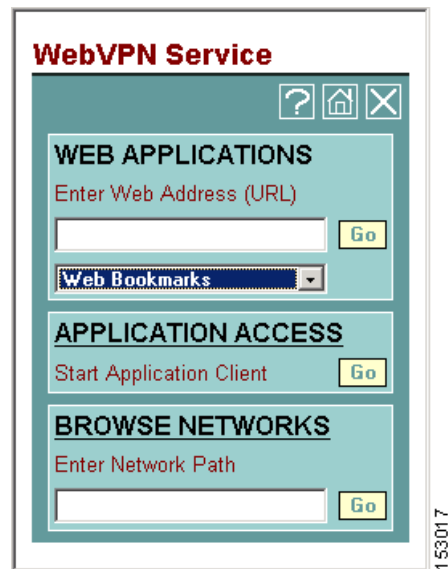 WebVPN Service
?
WEB APPLICATIONS
Enter Web Address (URL)
Go
Web Bookmarks
APPLICATION ACCESS
Start Application Client
Go
BROWSE NETWORKS
Enter Network Path
Go
153017